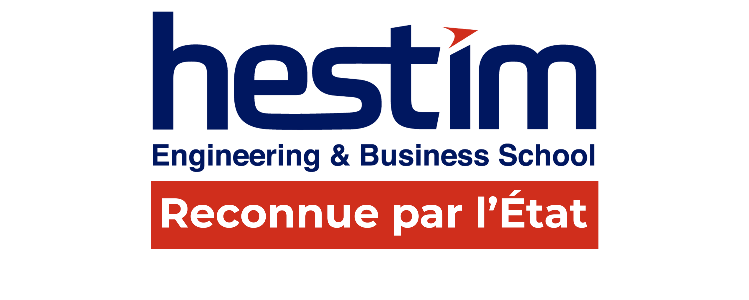 hestim
Engineering & Business School
Reconnue par l'État